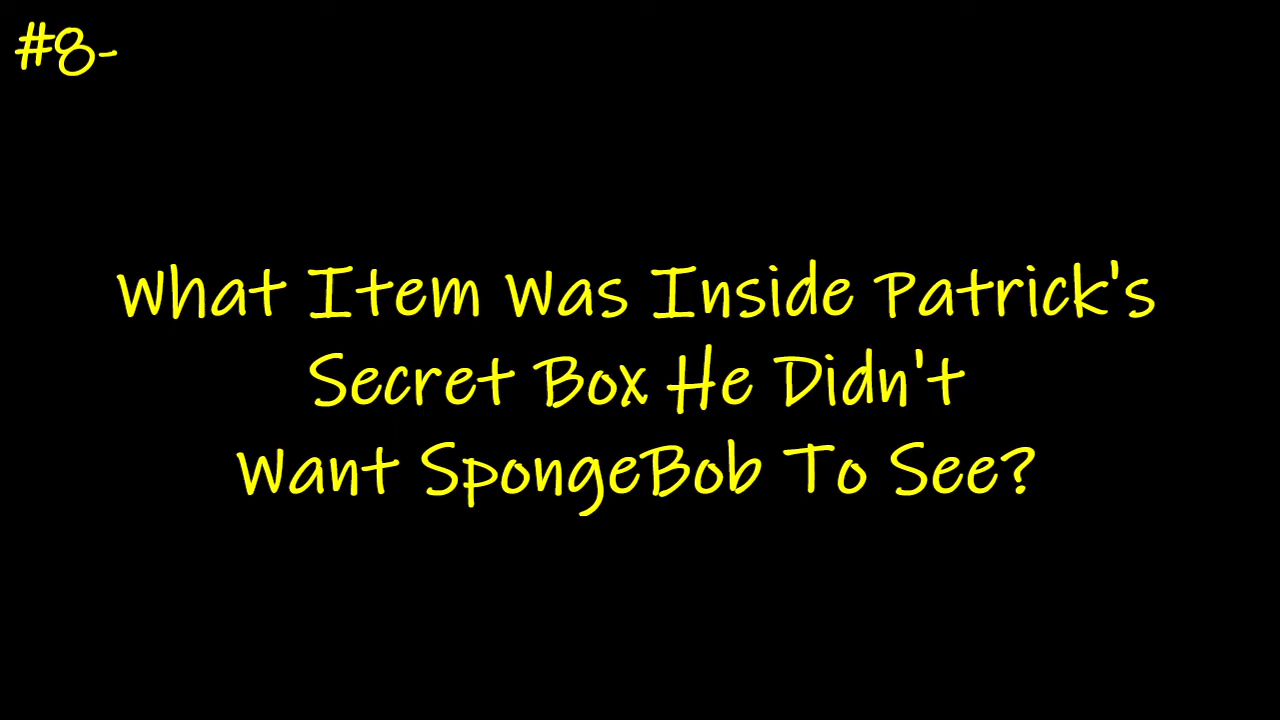 #8-
What Item Was Inside Patrick's
Secret Box He Didn't
Want SpongeBob To See?